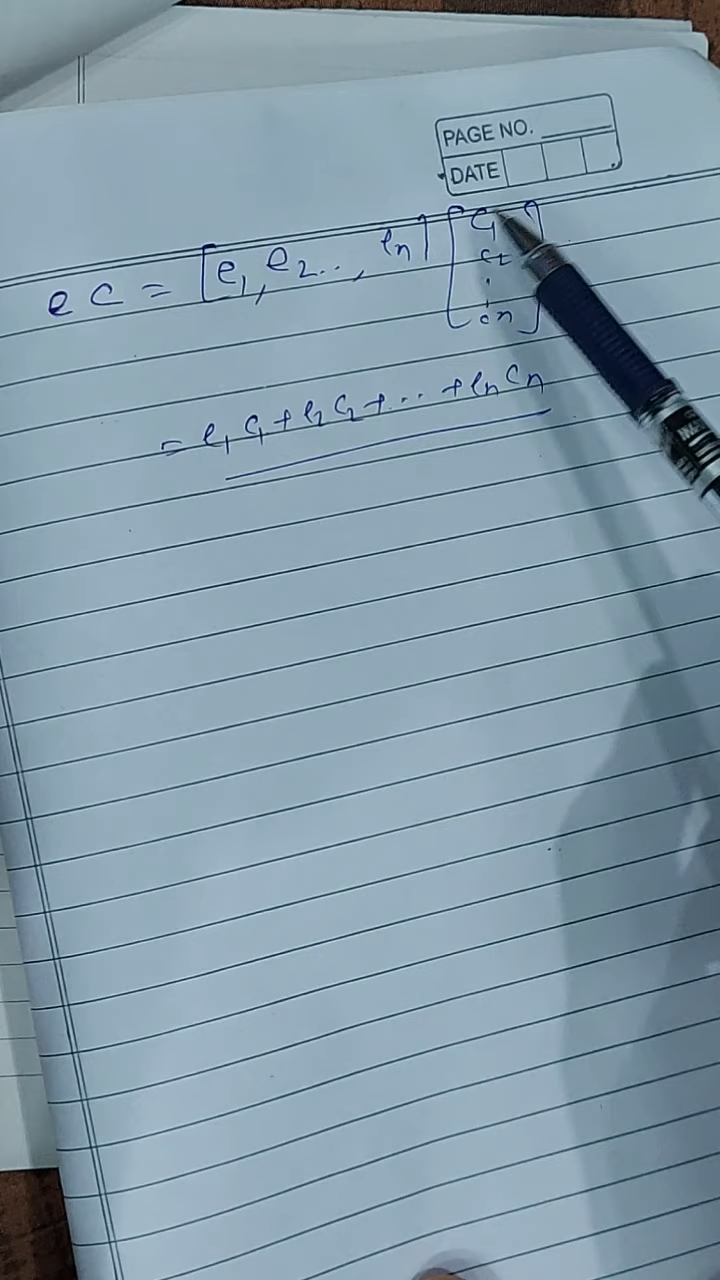 PAGE NO.
DATE
e c = [e₁, e₂ .. , en] [c₁
c₂
.
.
cn]
= e₁ c₁ + e₂ c₂ + ... + en cn